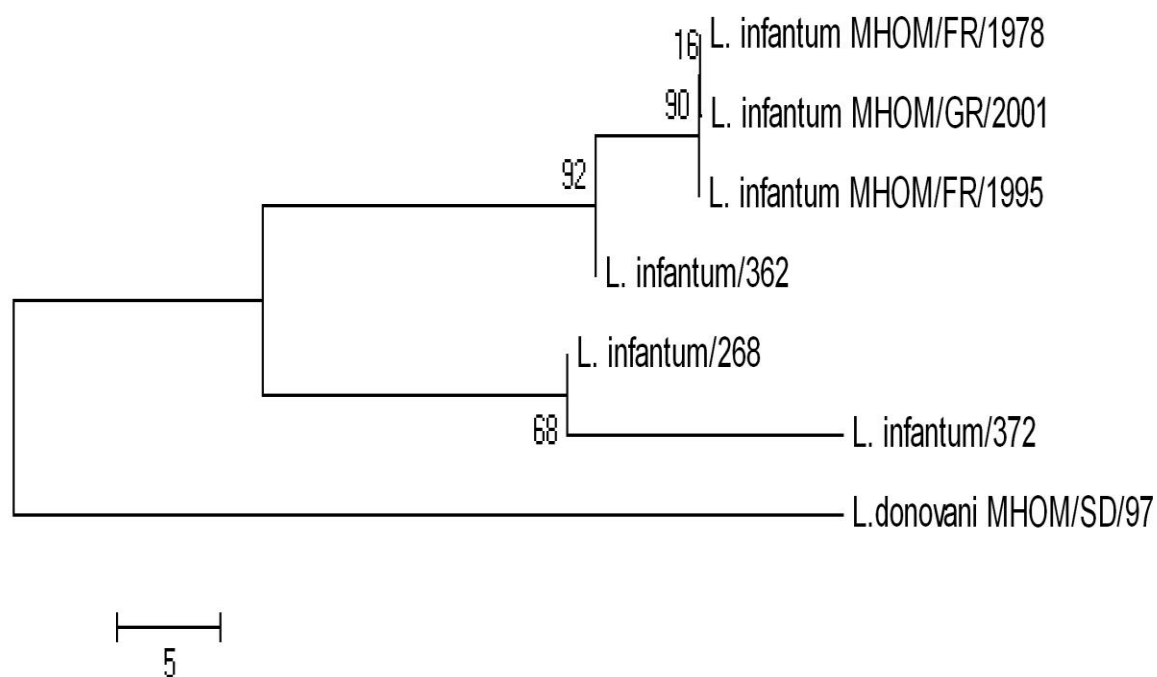 L. infantum MHOM/FR/1978
16
90
L. infantum MHOM/GR/2001
L. infantum MHOM/FR/1995
92
L. infantum/362
L. infantum/268
68
L. infantum/372
L.donovani MHOM/SD/97
5